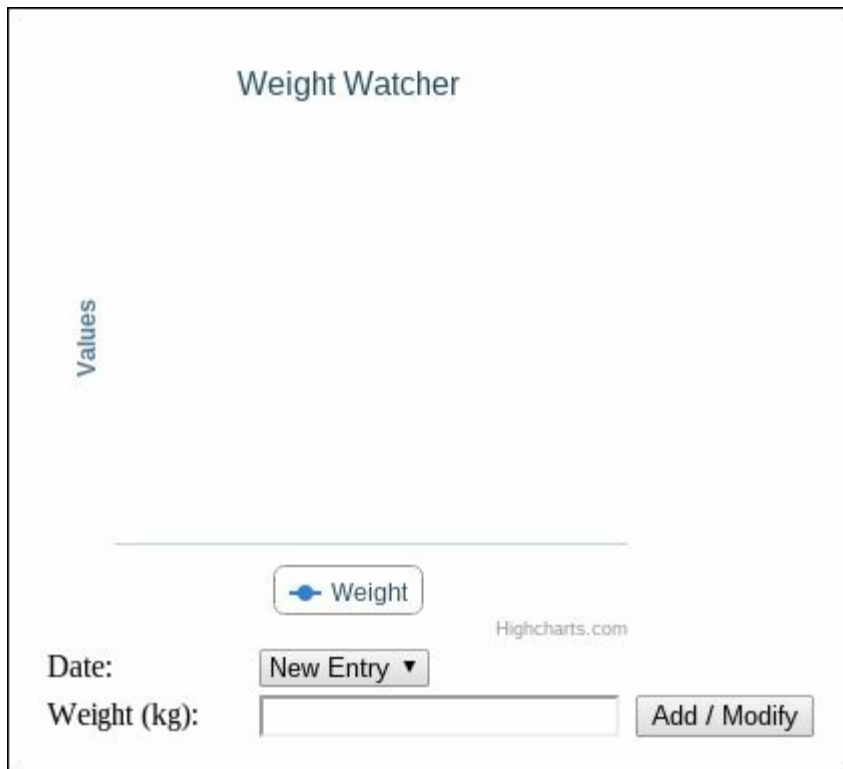 Weight Watcher
Values
Weight
Highcharts.com
Date: New Entry ▼
Weight (kg): Add / Modify